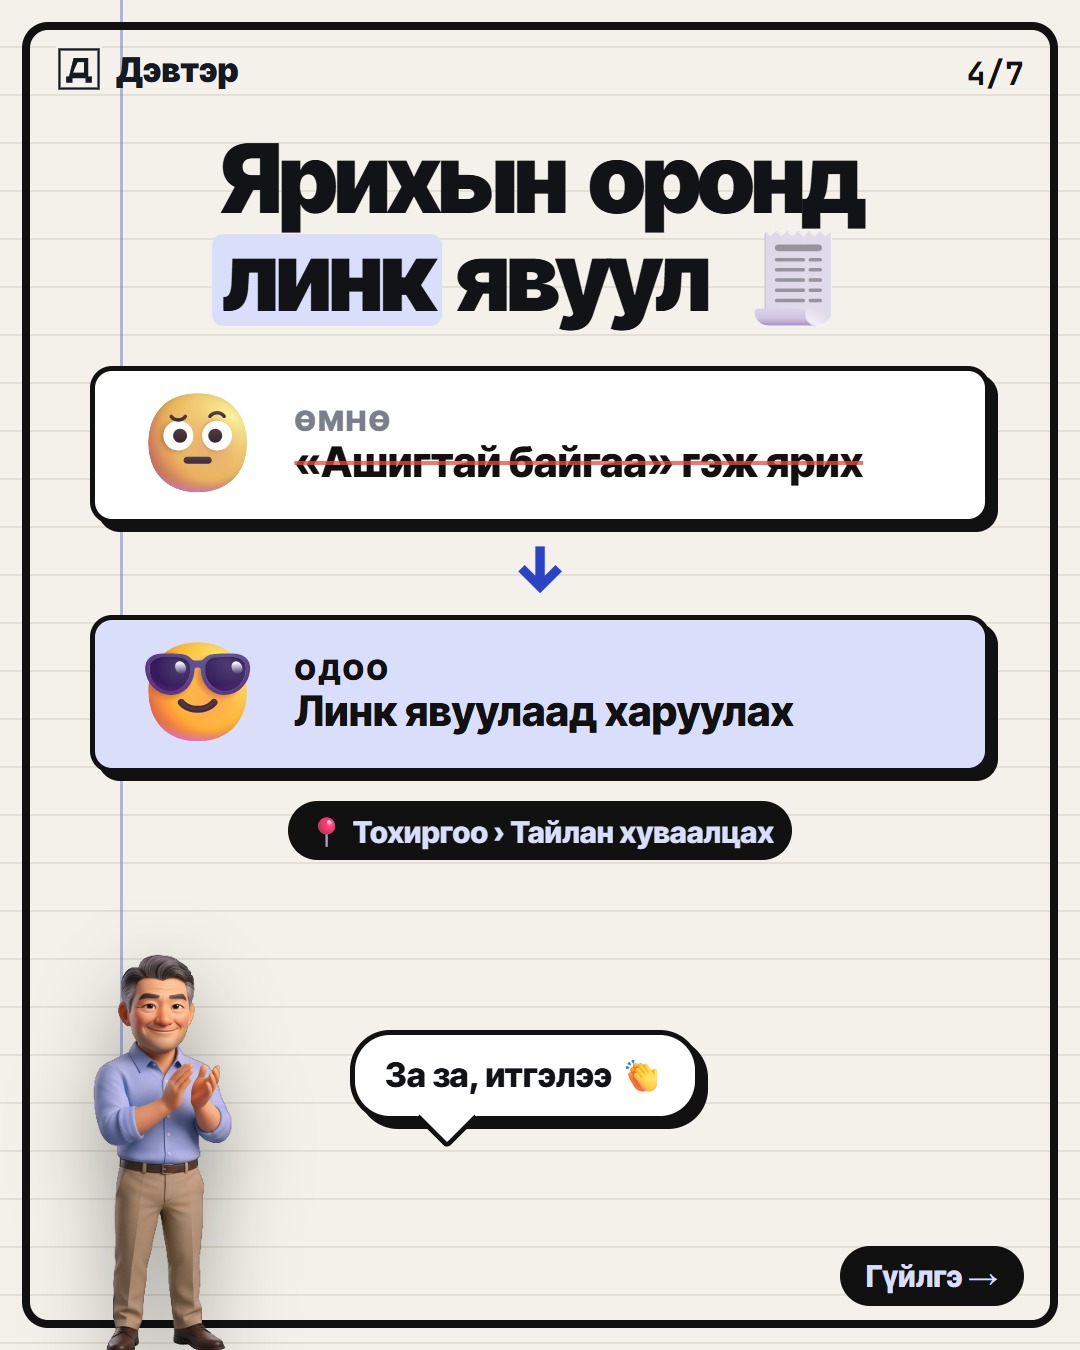 Д Дэвтэр
4/7
Ярихын оронд
линк явуул
өмнө
«Ашигтай байгаа» гэж ярих
одоо
Линк явуулаад харуулах
Тохиргоо › Тайлан хуваалцах
За за, итгэлээ
Гүйлгэ →